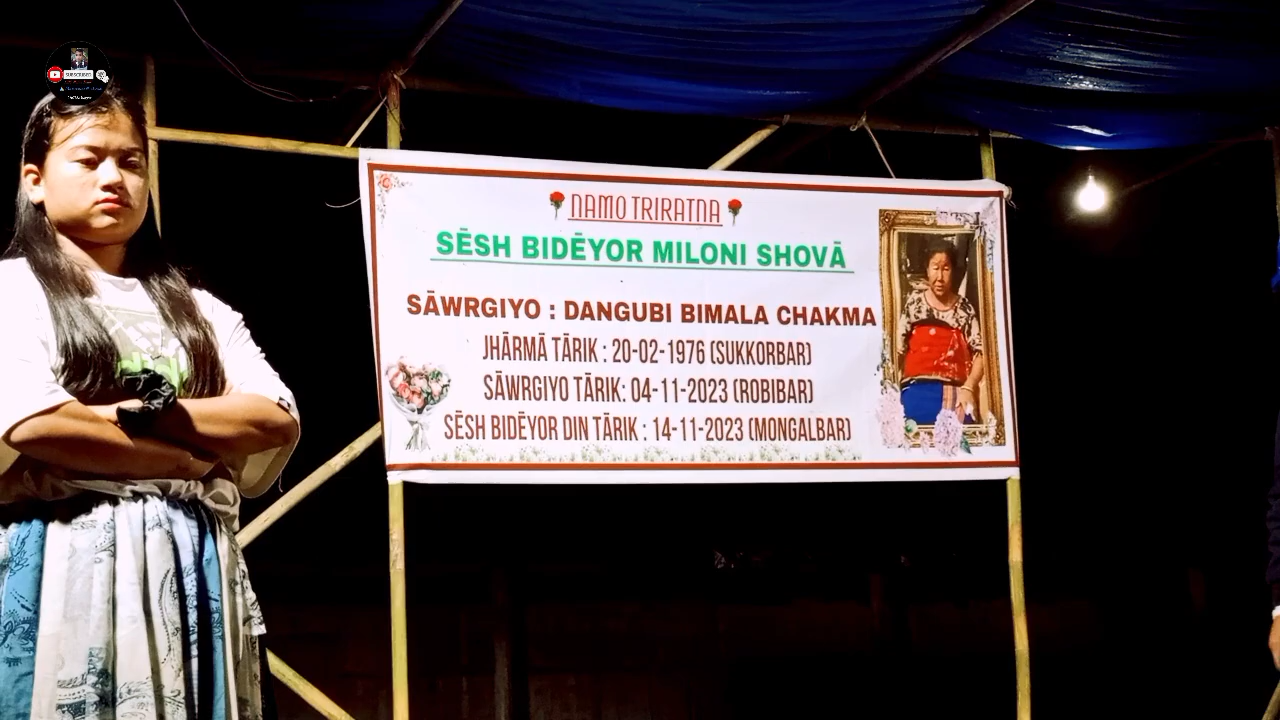 SUBSCRIBED
NAMO TRIRATNA
SĒSH BIDĒYOR MILONI SHOVĀ
SĀWRGIYO : DANGUBI BIMALA CHAKMA
JHĀRMĀ TĀRIK : 20-02-1976 (SUKKORBAR)
SĀWRGIYO TĀRIK: 04-11-2023 (ROBIBAR)
SĒSH BIDĒYOR DIN TĀRIK : 14-11-2023 (MONGALBAR)